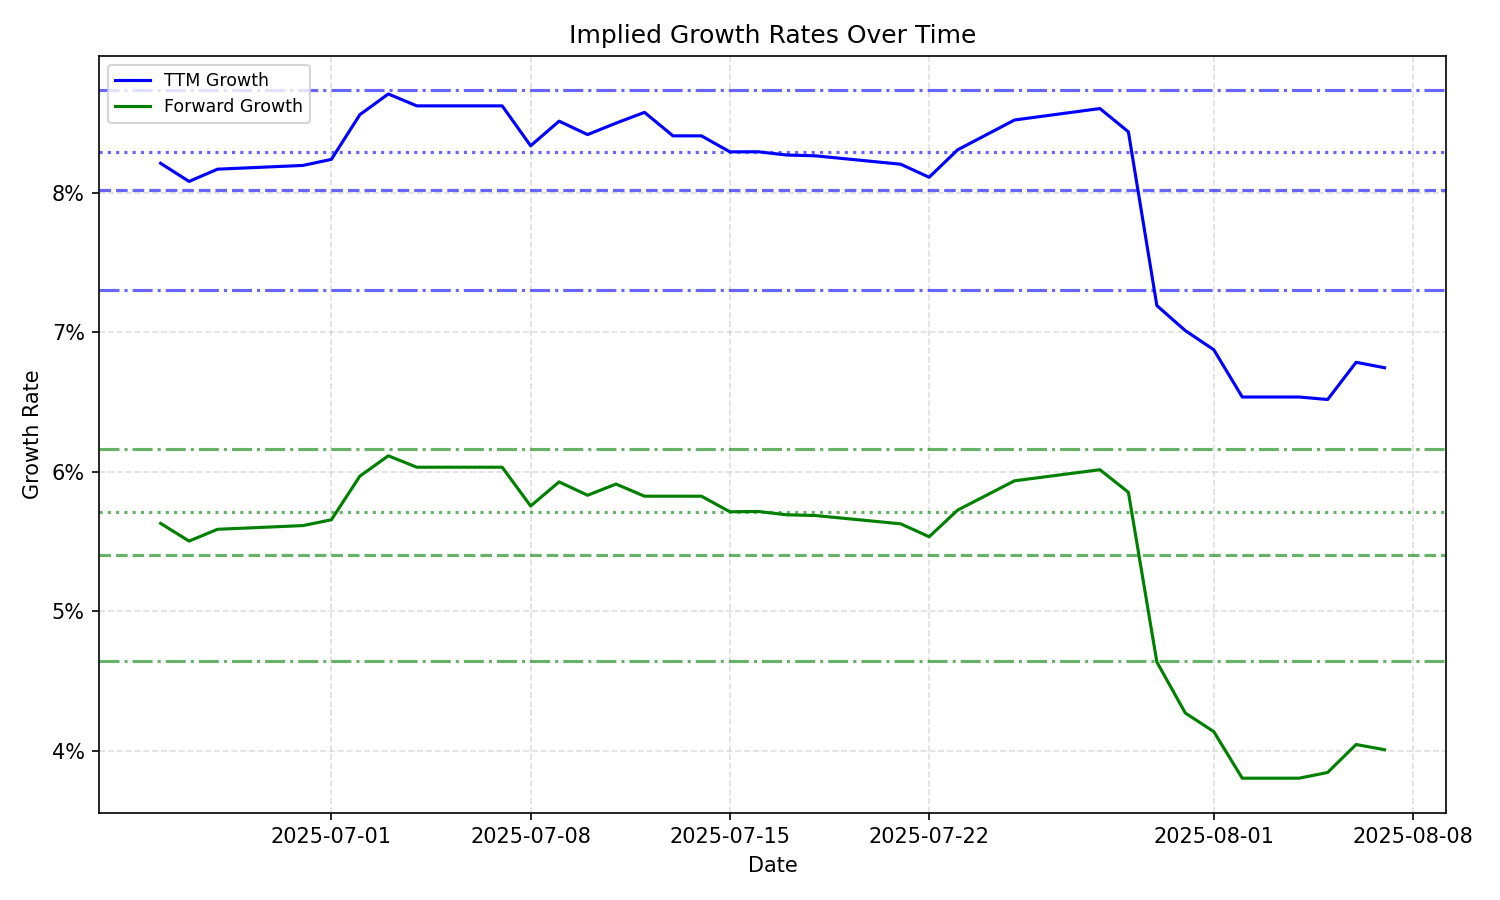 Implied Growth Rates Over Time
TTM Growth
Forward Growth
8%
7%
6%
5%
4%
Growth Rate
2025-07-01
2025-07-08
2025-07-15
2025-07-22
2025-08-01
2025-08-08
Date